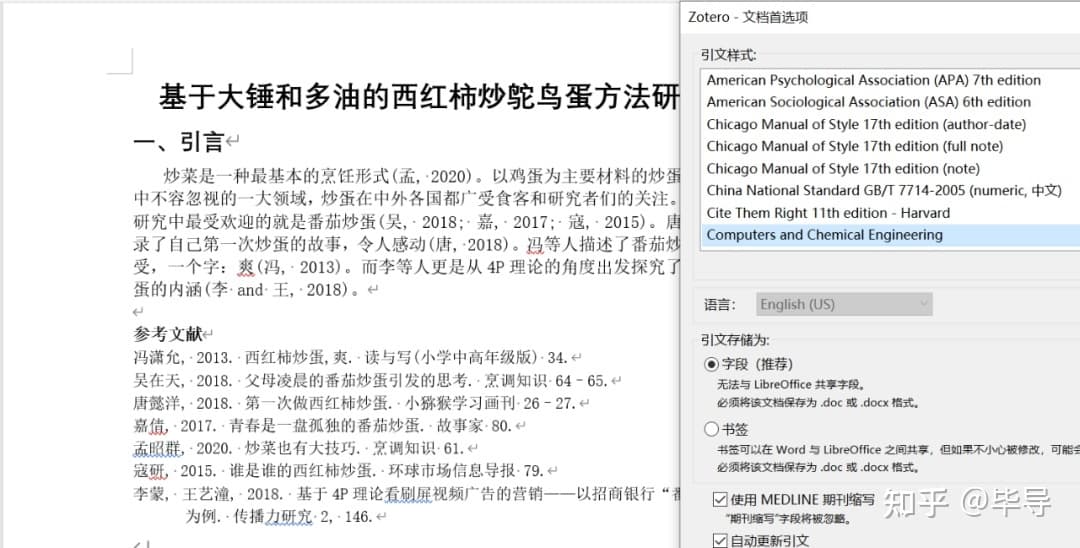 基于大锤和多油的西红柿炒鸵鸟蛋方法研
一、引言
炒菜是一种最基本的烹饪形式(孟, 2020)。以鸡蛋为主要材料的炒蛋
中不容忽视的一大领域，炒蛋在中外各国都广受食客和研究者们的关注。
研究中最受欢迎的就是番茄炒蛋(吴, 2018; 嘉, 2017; 寇, 2015)。唐
录了自己第一次炒蛋的故事，令人感动(唐, 2018)。冯等人描述了番茄炒
受，一个字：爽(冯, 2013)。而李等人更是从 4P 理论的角度出发探究了
蛋的内涵(李 and 王, 2018)。
参考文献
冯潇允, 2013. 西红柿炒蛋,爽. 读与写(小学中高年级版) 34.
吴在天, 2018. 父母凌晨的番茄炒蛋引发的思考. 烹调知识 64–65.
唐懿洋, 2018. 第一次做西红柿炒蛋. 小猕猴学习画刊 26–27.
嘉倩, 2017. 青春是一盘孤独的番茄炒蛋. 故事家 80.
孟昭群, 2020. 炒菜也有大技巧. 烹调知识 61.
寇研, 2015. 谁是谁的西红柿炒蛋. 环球市场信息导报 79.
李蒙, 王艺潼, 2018. 基于 4P 理论看刷屏视频广告的营销——以招商银行“番
为例. 传播力研究 2, 146.
Zotero - 文档首选项
引文样式:
American Psychological Association (APA) 7th edition
American Sociological Association (ASA) 6th edition
Chicago Manual of Style 17th edition (author-date)
Chicago Manual of Style 17th edition (full note)
Chicago Manual of Style 17th edition (note)
China National Standard GB/T 7714-2005 (numeric, 中文)
Cite Them Right 11th edition - Harvard
Computers and Chemical Engineering
语言: English (US)
引文存储为:
字段（推荐）
无法与 LibreOffice 共享字段。
必须将该文档保存为 .doc 或 .docx 格式。
书签
书签可以在 Word 与 LibreOffice 之间共享，但如果不小心被修改，可能会
必须将该文档保存为 .doc 或 .docx 格式。
使用 MEDLINE 期刊缩写
“期刊缩写”字段将被忽略。
自动更新引文
知乎 @毕导